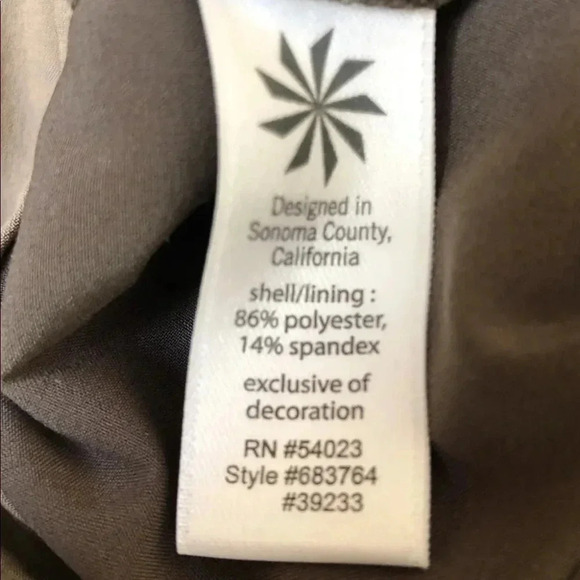 Designed in
Sonoma County,
California
shell/lining :
86% polyester,
14% spandex
exclusive of
decoration
RN #54023
Style #683764
#39233